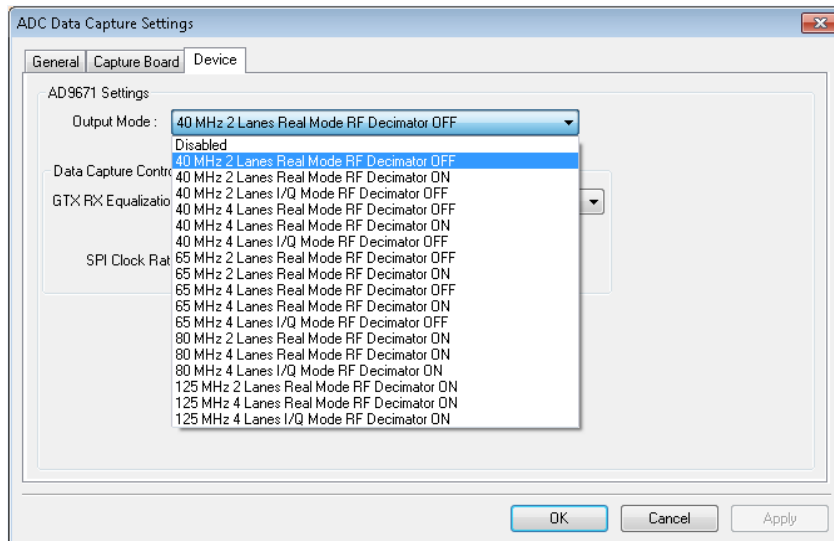 ADC Data Capture Settings
General Capture Board Device
AD9671 Settings
Output Mode : 40 MHz 2 Lanes Real Mode RF Decimator OFF
Disabled
40 MHz 2 Lanes Real Mode RF Decimator OFF
40 MHz 2 Lanes Real Mode RF Decimator ON
40 MHz 2 Lanes I/Q Mode RF Decimator OFF
40 MHz 4 Lanes Real Mode RF Decimator OFF
40 MHz 4 Lanes Real Mode RF Decimator ON
40 MHz 4 Lanes I/Q Mode RF Decimator OFF
65 MHz 2 Lanes Real Mode RF Decimator OFF
65 MHz 2 Lanes Real Mode RF Decimator ON
65 MHz 4 Lanes Real Mode RF Decimator OFF
65 MHz 4 Lanes Real Mode RF Decimator ON
65 MHz 4 Lanes I/Q Mode RF Decimator OFF
80 MHz 2 Lanes Real Mode RF Decimator ON
80 MHz 4 Lanes Real Mode RF Decimator ON
80 MHz 4 Lanes I/Q Mode RF Decimator ON
125 MHz 2 Lanes Real Mode RF Decimator ON
125 MHz 4 Lanes Real Mode RF Decimator ON
125 MHz 4 Lanes I/Q Mode RF Decimator ON
Data Capture Contro
GTX RX Equalizatio
SPI Clock Rat
OK Cancel Apply